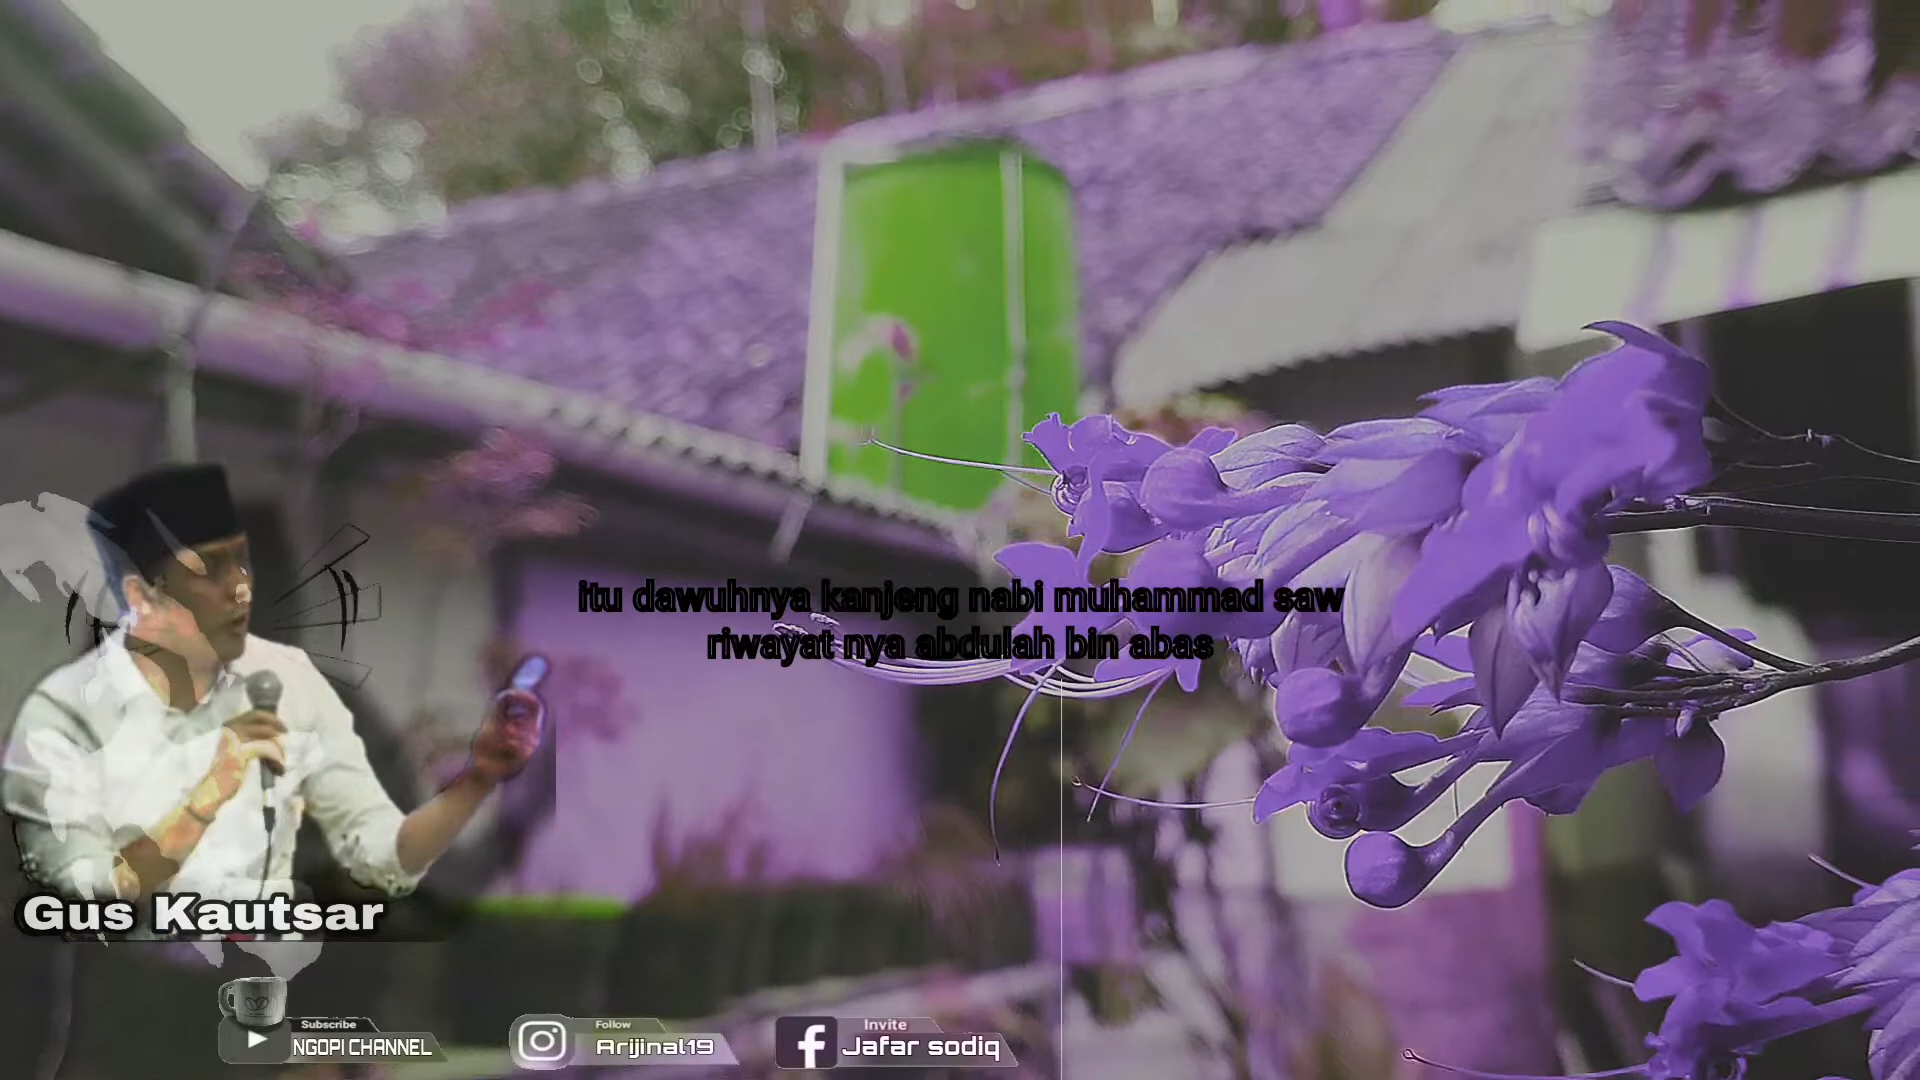 itu dawuhnya kanjeng nabi muhammad saw
riwayat nya abdulah bin abas
Gus Kautsar
Subscribe
NGOPI CHANNEL
Follow
Arijinal19
Invite
Jafar sodiq